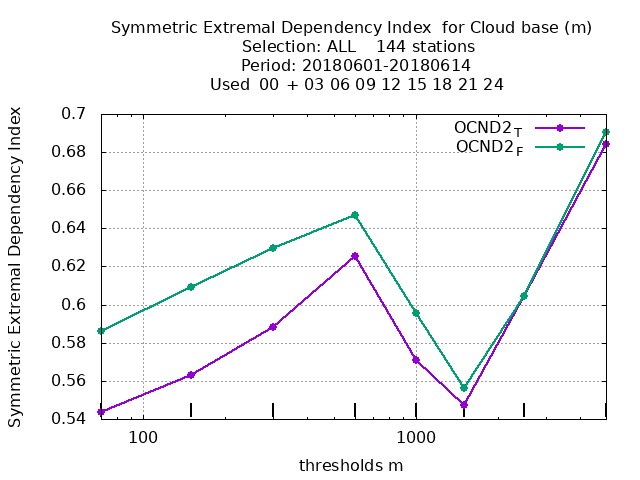 Symmetric Extremal Dependency Index  for Cloud base (m)
Selection: ALL    144 stations
Period: 20180601-20180614
Used  00 + 03 06 09 12 15 18 21 24
Symmetric Extremal Dependency Index
0.7
0.68
0.66
0.64
0.62
0.6
0.58
0.56
0.54
OCND2T
OCND2F
100
1000
thresholds m